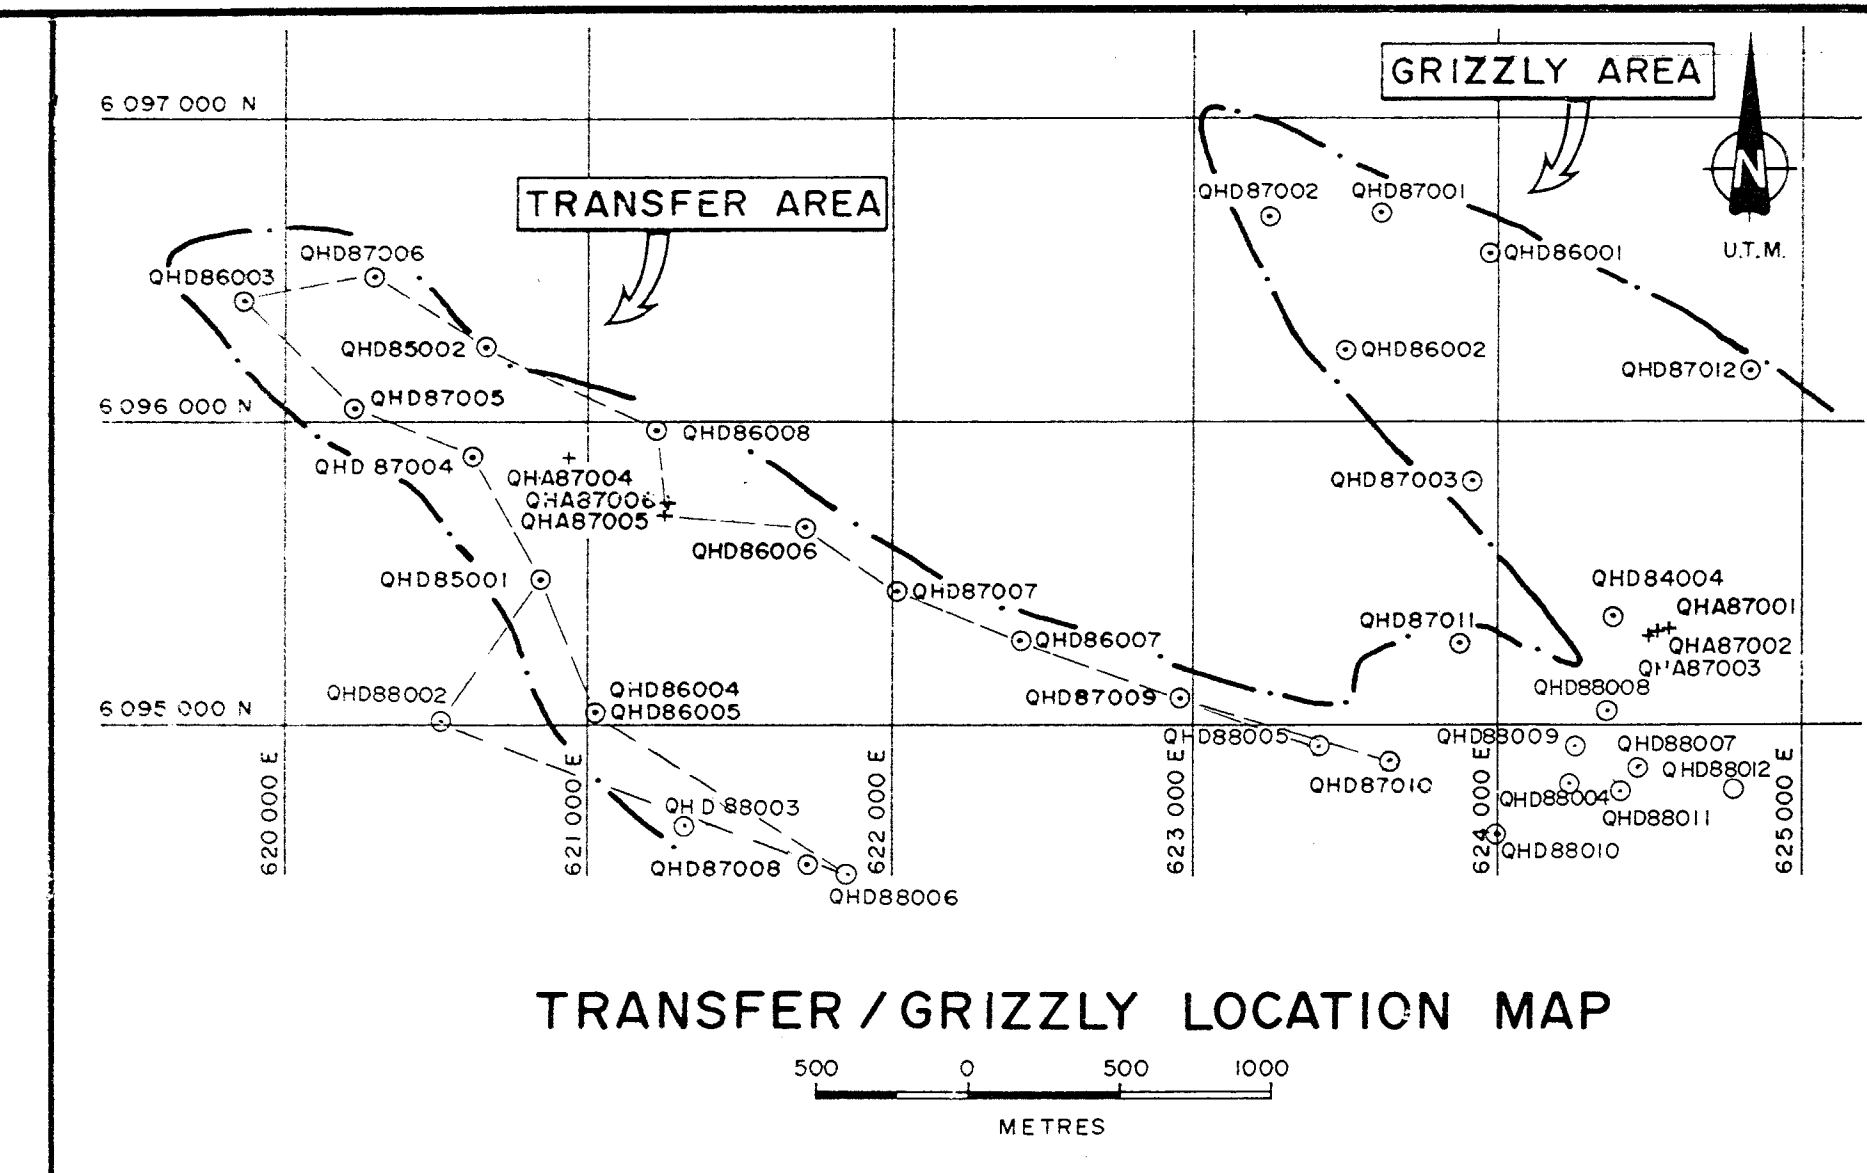 GRIZZLY AREA
6 097 000 N
N
U.T.M.
TRANSFER AREA
QHD87002
QHD87001
QHD86001
QHD87006
QHD86003
QHD85002
QHD86002
QHD87012
QHD87005
6 096 000 N
QHD86008
QHD 87004
QHA87004
QHA87006
QHA87005
QHD87003
QHD86006
QHD85001
QHD87007
QHD84004
QHA87001
QHD87011
QHD86007
QHA87002
QHA87003
QHD88002
QHD86004
QHD86005
QHD87009
QHD88008
6 095 000 N
QHD88005
QHD88009
QHD88007
QHD88012
QHD87010
QHD88004
QHD88011
QHD88003
QHD88010
QHD87008
QHD88006
620 000 E
621 000 E
622 000 E
623 000 E
624 000 E
625 000 E
TRANSFER / GRIZZLY LOCATION MAP
500 0 500 1000
METRES